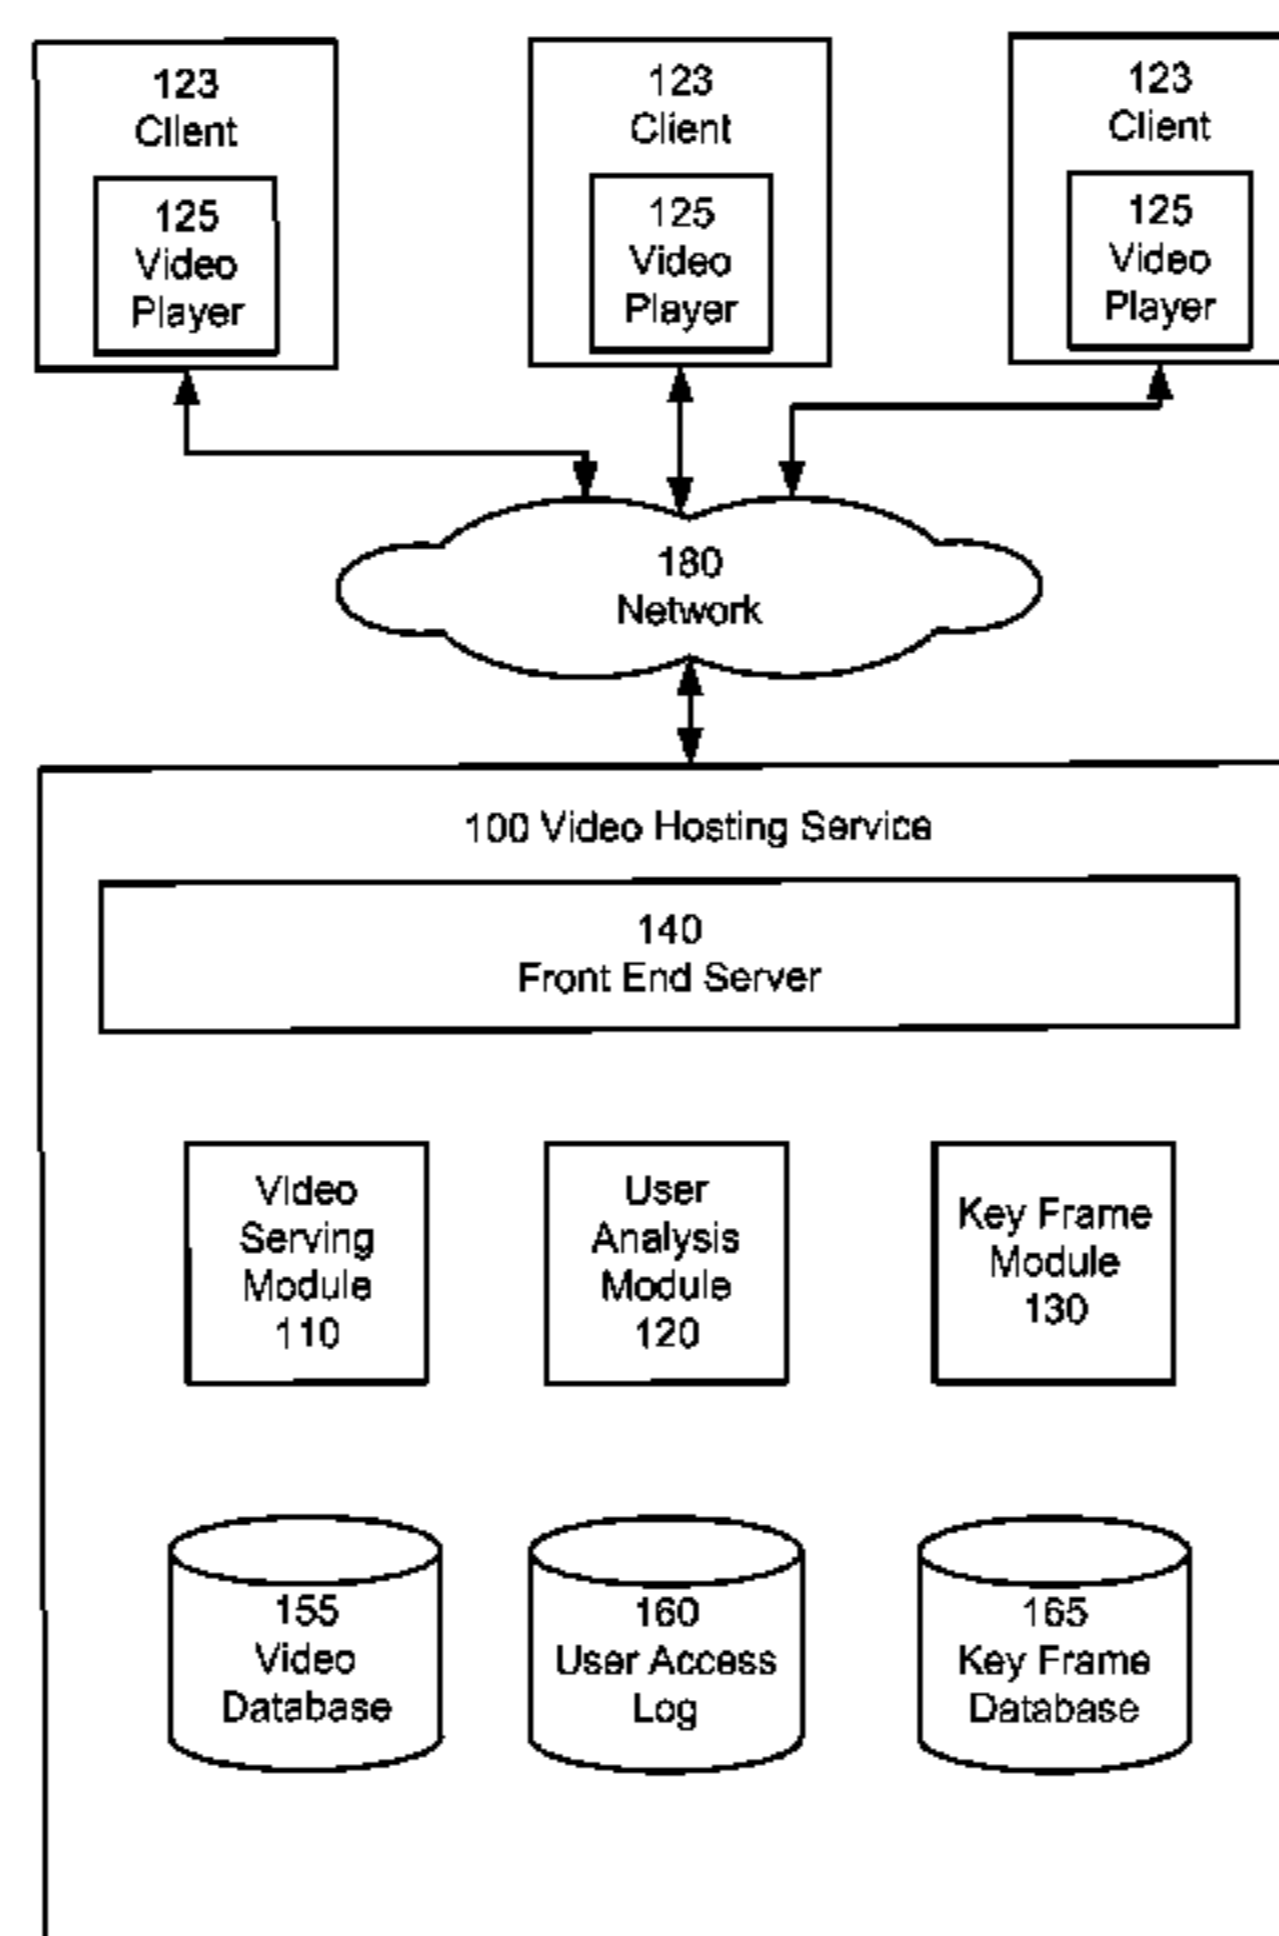 123
Client
125
Video
Player
123
Client
125
Video
Player
123
Client
125
Video
Player
180
Network
100 Video Hosting Service
140
Front End Server
Video
Serving
Module
110
User
Analysis
Module
120
Key Frame
Module
130
155
Video
Database
160
User Access
Log
165
Key Frame
Database